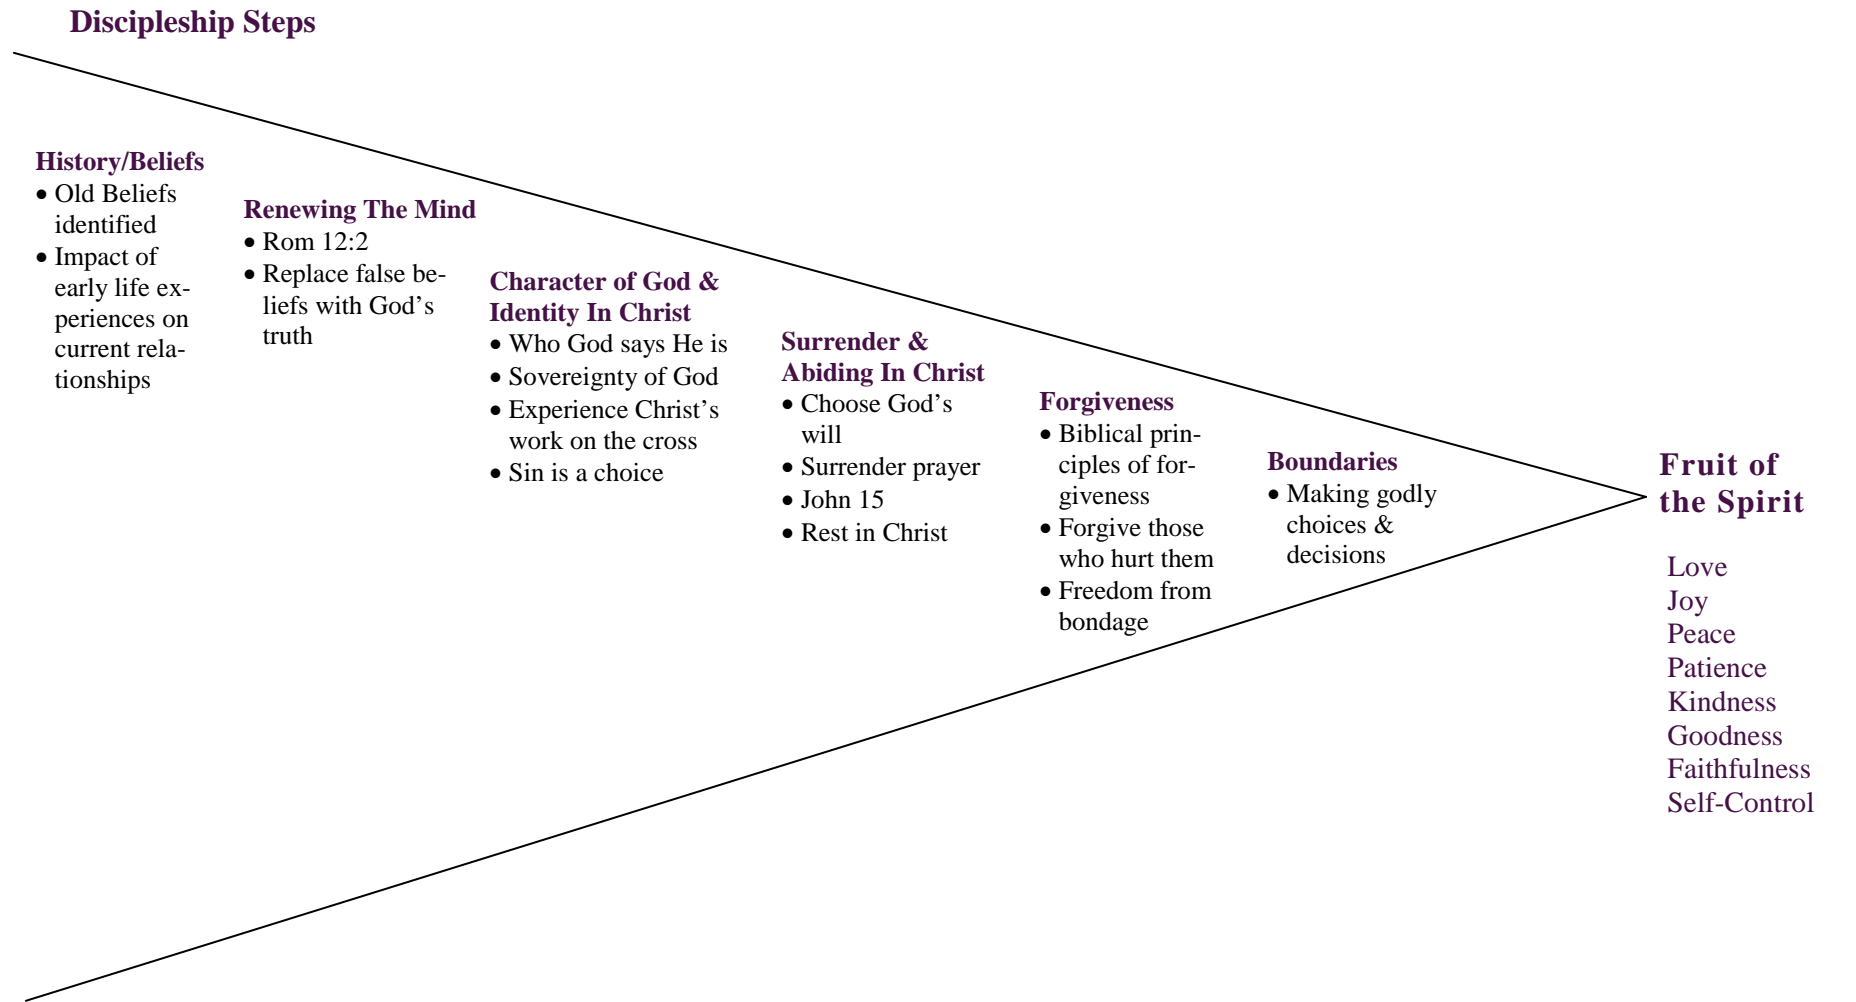 Discipleship Steps
History/Beliefs
• Old Beliefs
identified
• Impact of
early life ex-
periences on
current rela-
tionships
Renewing The Mind
• Rom 12:2
• Replace false be-
liefs with God’s
truth
Character of God &
Identity In Christ
• Who God says He is
• Sovereignty of God
• Experience Christ’s
work on the cross
• Sin is a choice
Surrender &
Abiding In Christ
• Choose God’s
will
• Surrender prayer
• John 15
• Rest in Christ
Forgiveness
• Biblical prin-
ciples of for-
giveness
• Forgive those
who hurt them
• Freedom from
bondage
Boundaries
• Making godly
choices &
decisions
Fruit of
the Spirit
Love
Joy
Peace
Patience
Kindness
Goodness
Faithfulness
Self-Control